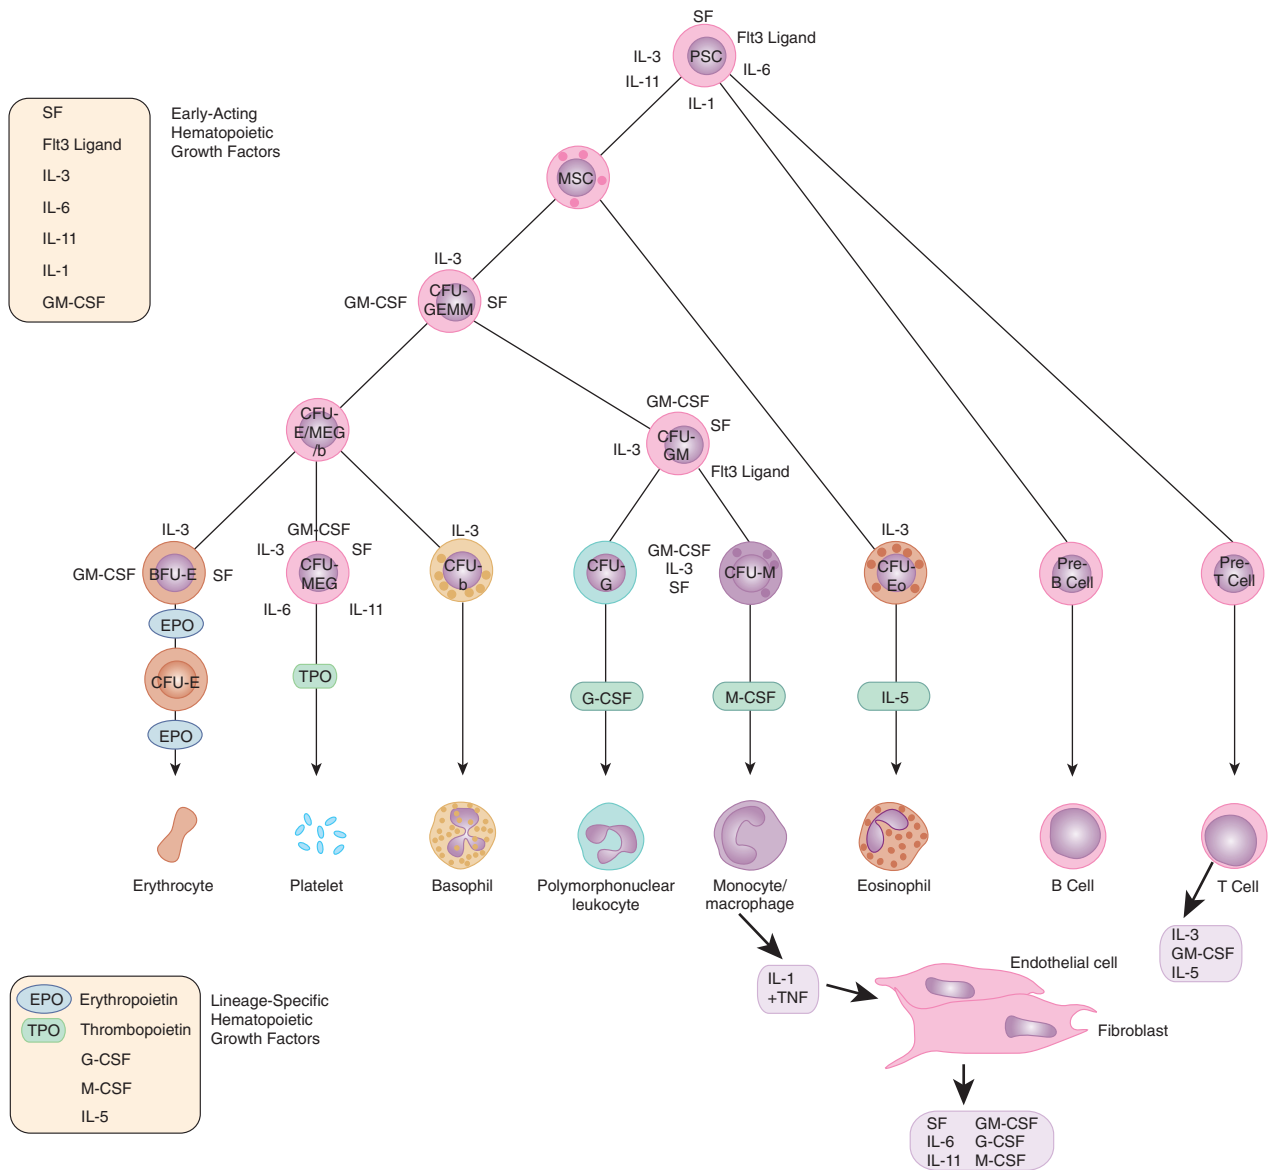 SF
Flt3 Ligand
IL-3
PSC
IL-6
IL-11
IL-1
SF
Flt3 Ligand
IL-3
IL-6
IL-11
IL-1
GM-CSF
Early-Acting
Hematopoietic
Growth Factors
MSC
IL-3
GM-CSF
CFU-
GEMM
SF
CFU-
E/MEG
/b
GM-CSF
SF
IL-3
CFU-
GM
Flt3 Ligand
IL-3
GM-CSF
BFU-E
SF
EPO
CFU-E
EPO
GM-CSF
IL-3
SF
CFU-
MEG
IL-6
IL-11
TPO
IL-3
CFU-
b
CFU-
G
G-CSF
GM-CSF
IL-3
SF
CFU-M
M-CSF
IL-3
CFU-
Eo
IL-5
Pre-
B Cell
Pre-
T Cell
Erythrocyte
Platelet
Basophil
Polymorphonuclear
leukocyte
Monocyte/
macrophage
Eosinophil
B Cell
T Cell
IL-3
GM-CSF
IL-5
IL-1
+TNF
Endothelial cell
Fibroblast
SF GM-CSF
IL-6 G-CSF
IL-11 M-CSF
EPO Erythropoietin
TPO Thrombopoietin
G-CSF
M-CSF
IL-5
Lineage-Specific
Hematopoietic
Growth Factors